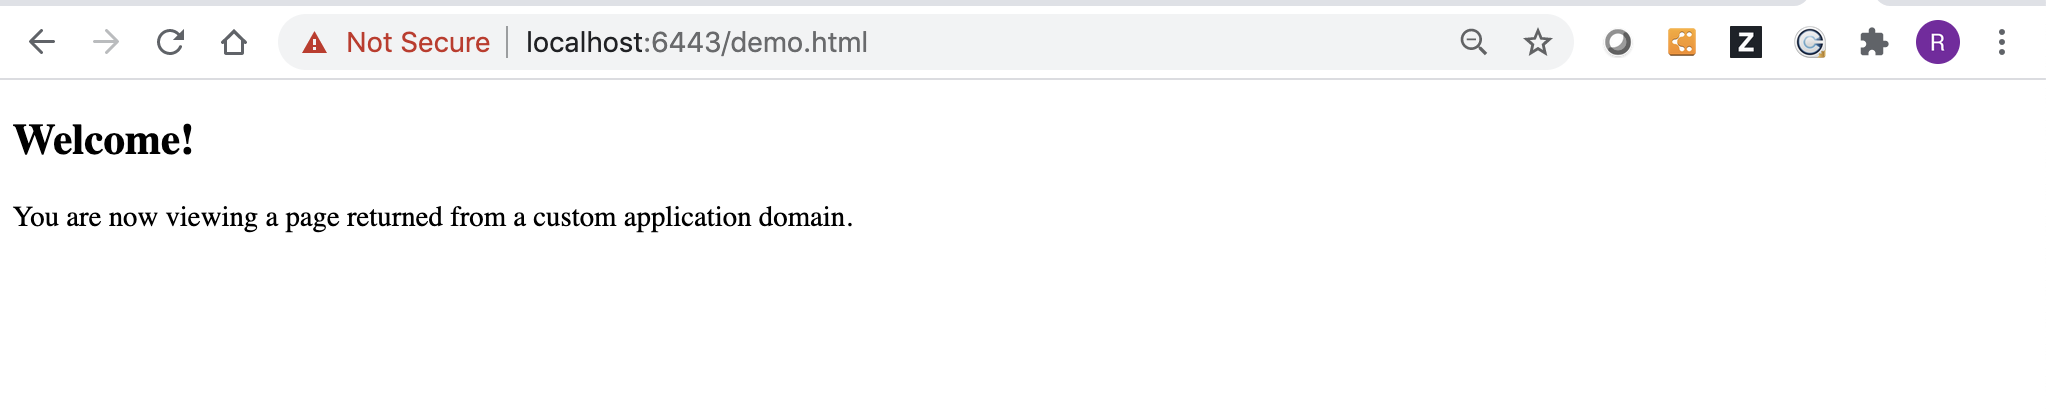 Not Secure localhost:6443/demo.html Z G R
Welcome!
You are now viewing a page returned from a custom application domain.